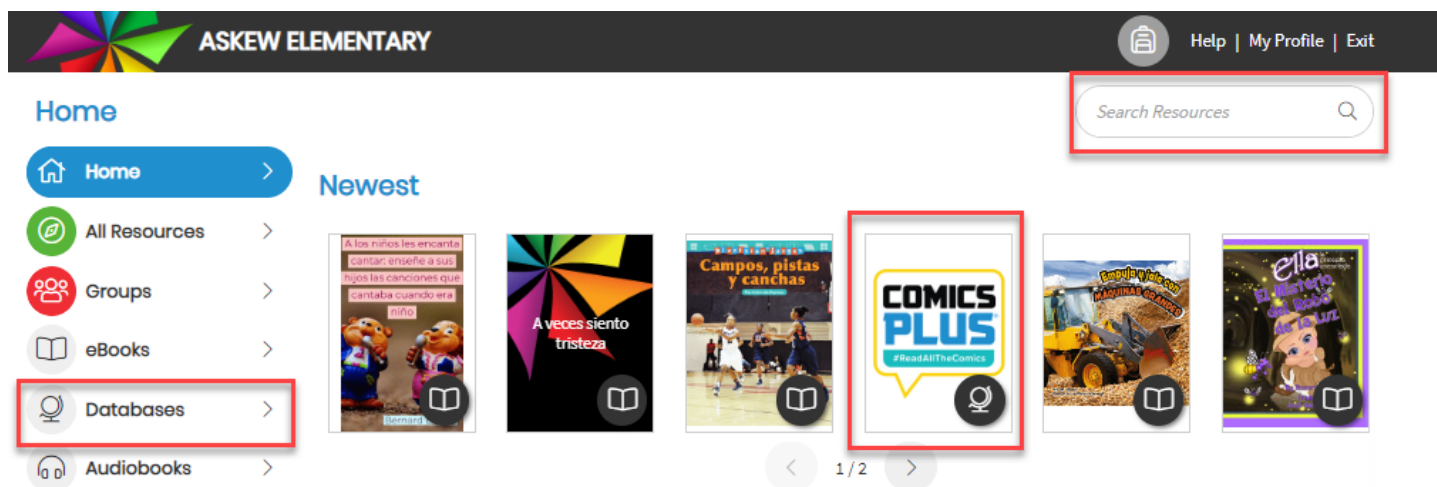 ASKEW ELEMENTARY
Help | My Profile | Exit
Home
Search Resources
Home
All Resources
Groups
eBooks
Databases
Audiobooks
Newest
A los niños les encanta
cantar: enseñe a sus
hijos las canciones que
cantaba cuando era
niño
Bernard
A veces siento
tristeza
Campos, pistas
y canchas
COMICS
PLUS
#ReadAllTheComics
Empuja y jale con
MÁQUINAS GRANDES
Ella
El Misterio
del Robo
de la Luz
1 / 2